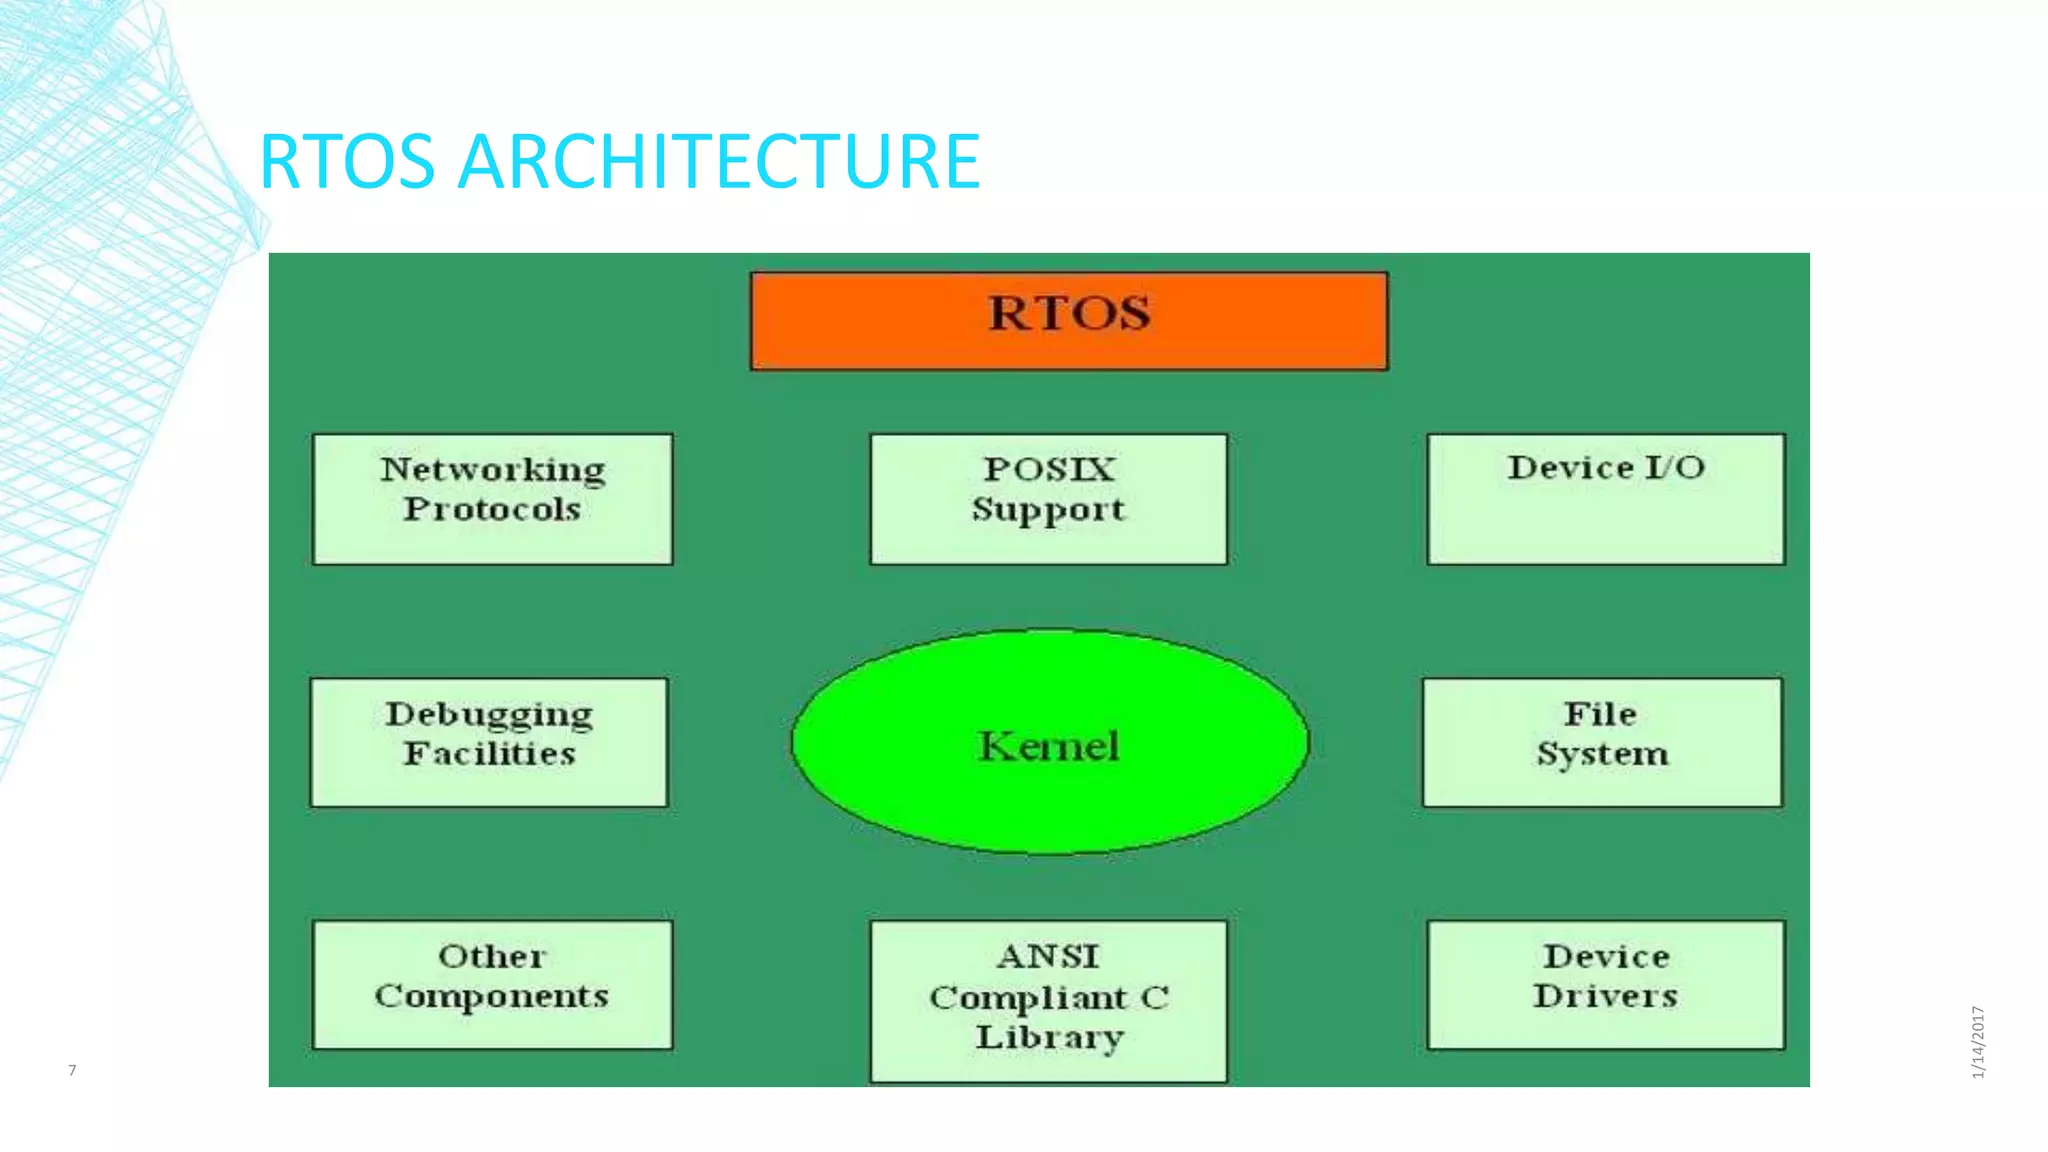 RTOS ARCHITECTURE
RTOS
Networking
Protocols
POSIX
Support
Device I/O
Debugging
Facilities
Kernel
File
System
Other
Components
ANSI
Compliant C
Library
Device
Drivers
7
1/14/2017